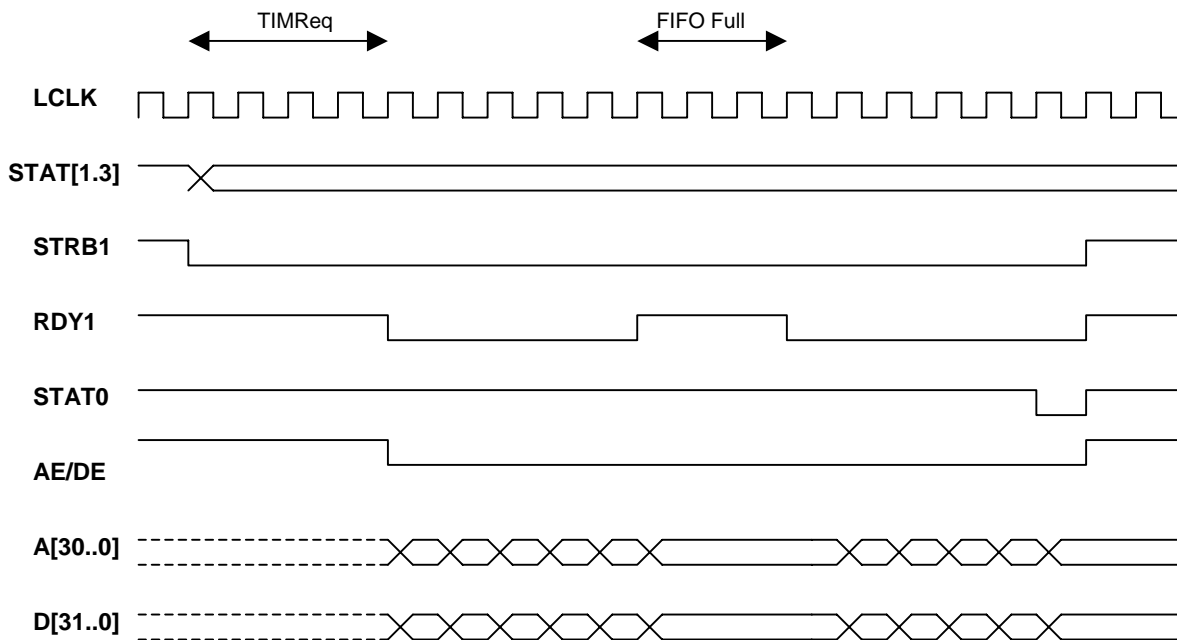 TIMReq FIFO Full
LCLK
STAT[1.3]
STRB1
RDY1
STAT0
AE/DE
A[30..0]
D[31..0]